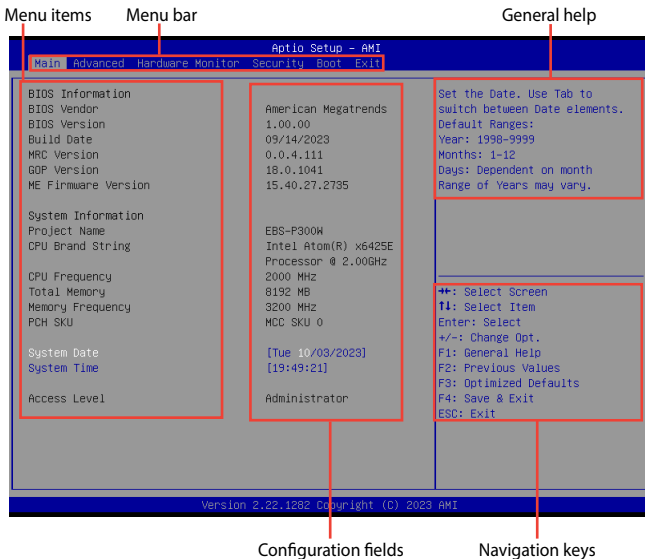 Menu items
Menu bar
General help
Aptio Setup – AMI
Main Advanced Hardware Monitor Security Boot Exit
BIOS Information
BIOS Vendor American Megatrends
BIOS Version 1.00.00
Build Date 09/14/2023
MRC Version 0.0.4.111
GOP Version 18.0.1041
ME Firmware Version 15.40.27.2735
System Information
Project Name EBS-P300W
CPU Brand String Intel Atom(R) x6425E
Processor @ 2.00GHz
CPU Frequency 2000 MHz
Total Memory 8192 MB
Memory Frequency 3200 MHz
PCH SKU MCC SKU 0
System Date [Tue 10/03/2023]
System Time [19:49:21]
Access Level Administrator
Set the Date. Use Tab to
switch between Date elements.
Default Ranges:
Year: 1998-9999
Months: 1-12
Days: Dependent on month
Range of Years may vary.
→←: Select Screen
↑↓: Select Item
Enter: Select
+/-: Change Opt.
F1: General Help
F2: Previous Values
F3: Optimized Defaults
F4: Save & Exit
ESC: Exit
Version 2.22.1282 Copyright (C) 2023 AMI
Configuration fields
Navigation keys